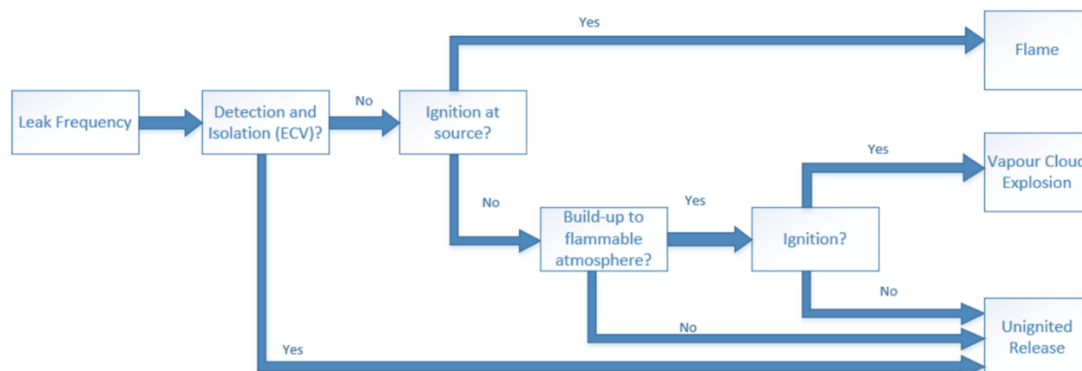 Yes
Flame
Leak Frequency
Detection and
Isolation (ECV)?
No
Ignition at
source?
Yes
Vapour Cloud
Explosion
No
Build-up to
flammable
atmosphere?
Yes
Ignition?
No
No
Yes
Unignited
Release